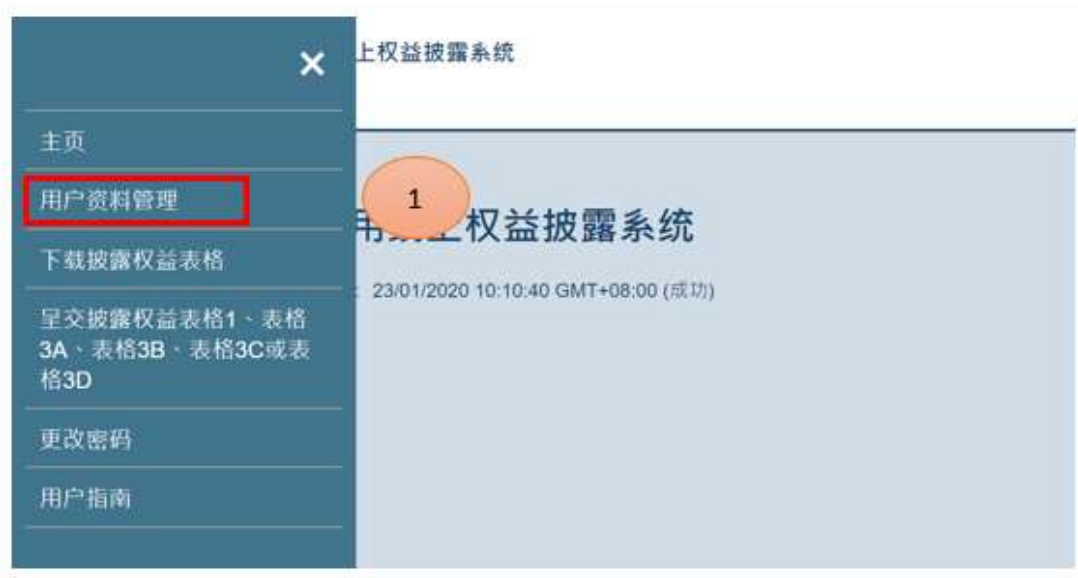 上权益披露系统
主页
用户资料管理
1
下载披露权益表格
呈交披露权益表格1、表格
3A、表格3B、表格3C或表
格3D
更改密码
用户指南
上权益披露系统
: 23/01/2020 10:10:40 GMT+08:00 (成功)